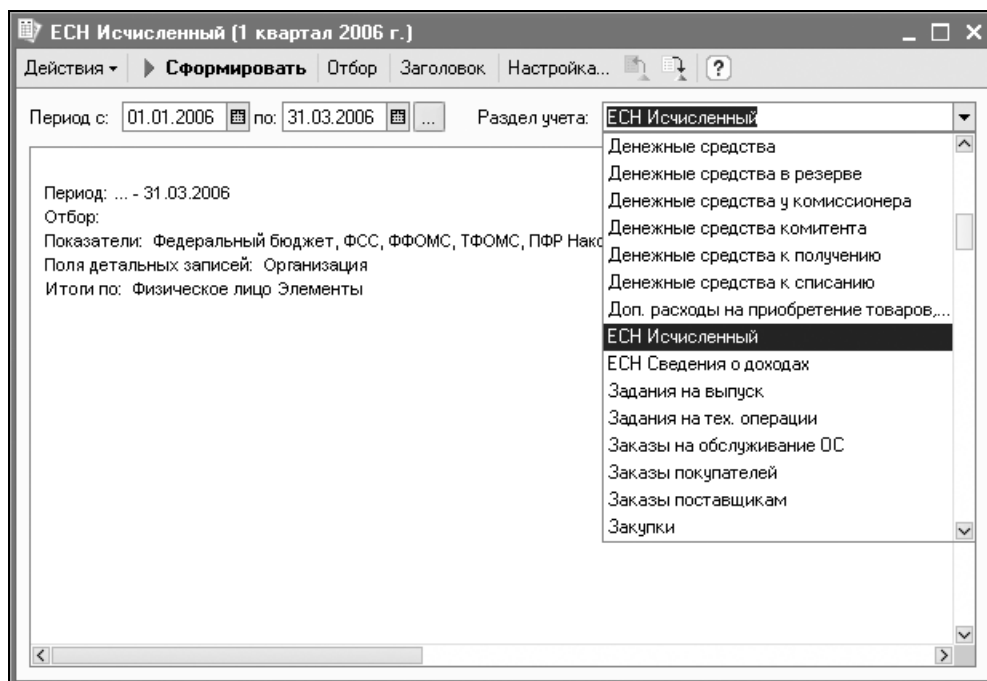 ЕСН Исчисленный (1 квартал 2006 г.)
Действия Сформировать Отбор Заголовок Настройка... ?
Период с: 01.01.2006 по: 31.03.2006 ... Раздел учета: ЕСН Исчисленный
Период: ... - 31.03.2006
Отбор:
Показатели: Федеральный бюджет, ФСС, ФФОМС, ТФОМС, ПФР Нако
Поля детальных записей: Организация
Итоги по: Физическое лицо Элементы
Денежные средства
Денежные средства в резерве
Денежные средства у комиссионера
Денежные средства комитента
Денежные средства к получению
Денежные средства к списанию
Доп. расходы на приобретение товаров,...
ЕСН Исчисленный
ЕСН Сведения о доходах
Задания на выпуск
Задания на тех. операции
Заказы на обслуживание ОС
Заказы покупателей
Заказы поставщикам
Закупки